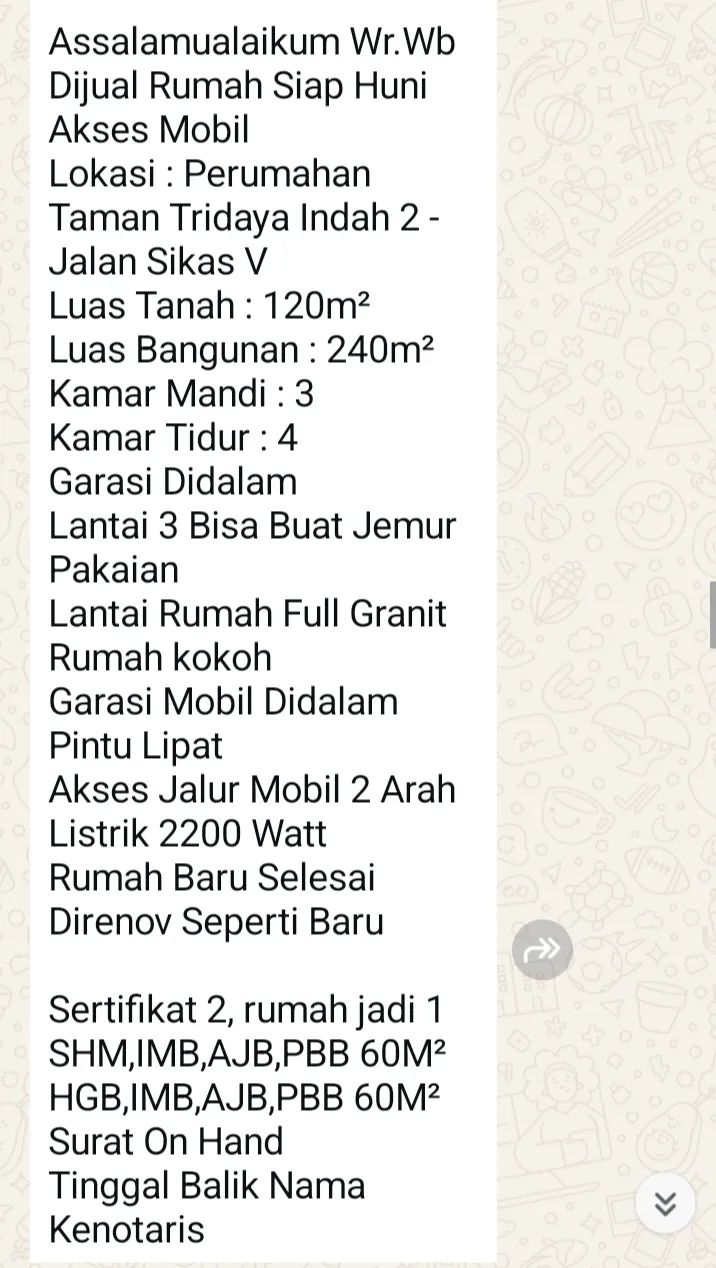 Assalamualaikum Wr.Wb
Dijual Rumah Siap Huni
Akses Mobil
Lokasi : Perumahan
Taman Tridaya Indah 2 -
Jalan Sikas V
Luas Tanah : 120m²
Luas Bangunan : 240m²
Kamar Mandi : 3
Kamar Tidur : 4
Garasi Didalam
Lantai 3 Bisa Buat Jemur
Pakaian
Lantai Rumah Full Granit
Rumah kokoh
Garasi Mobil Didalam
Pintu Lipat
Akses Jalur Mobil 2 Arah
Listrik 2200 Watt
Rumah Baru Selesai
Direnov Seperti Baru
Sertifikat 2, rumah jadi 1
SHM,IMB,AJB,PBB 60M²
HGB,IMB,AJB,PBB 60M²
Surat On Hand
Tinggal Balik Nama
Kenotaris